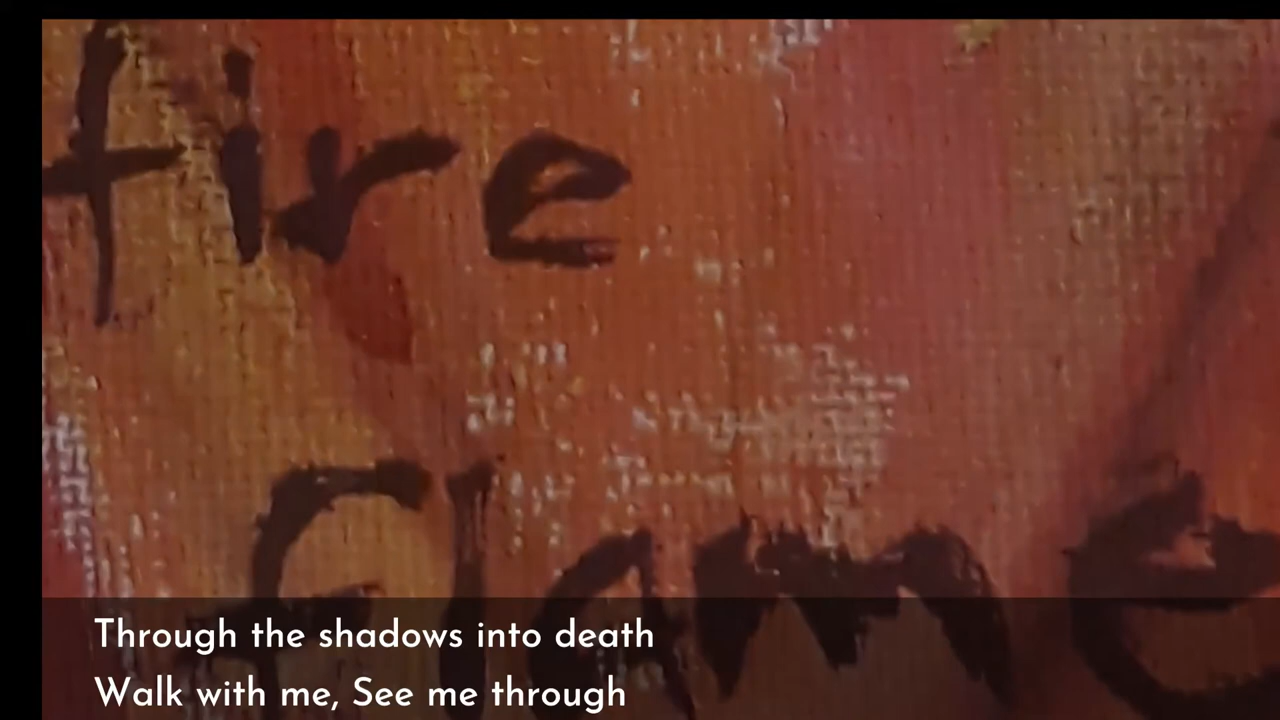 fire
flame
Through the shadows into death
Walk with me, See me through